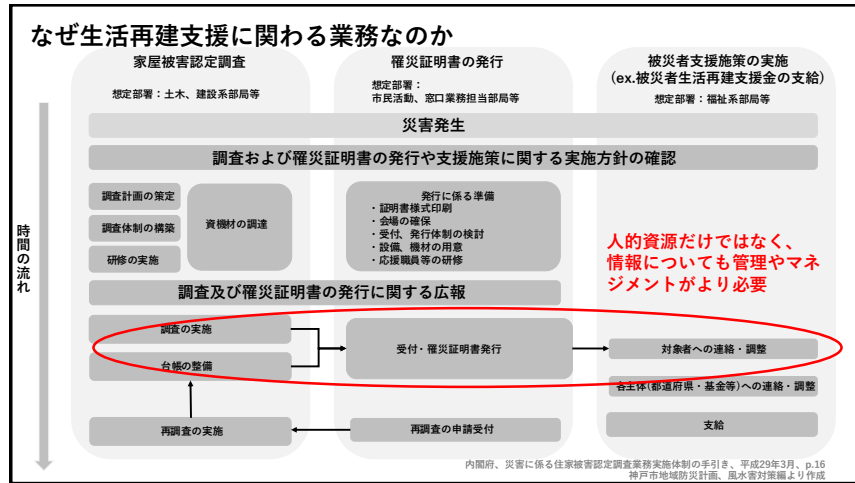 なぜ生活再建支援に関わる業務なのか
家屋被害認定調査
想定部署：土木、建設系部局等
罹災証明書の発行
想定部署：
市民活動、窓口業務担当部局等
被災者支援施策の実施
(ex.被災者生活再建支援金の支給)
想定部署：福祉系部局等
時間の流れ
災害発生
調査および罹災証明書の発行や支援施策に関する実施方針の確認
調査計画の策定
調査体制の構築
研修の実施
資機材の調達
発行に係る準備
・証明書様式印刷
・会場の確保
・受付、発行体制の検討
・設備、機材の用意
・応援職員等の研修
人的資源だけではなく、
情報についても管理やマネ
ジメントがより必要
調査及び罹災証明書の発行に関する広報
調査の実施
台帳の整備
受付・罹災証明書発行
対象者への連絡・調整
各主体(都道府県・基金等)への連絡・調整
再調査の実施
再調査の申請受付
支給
内閣府、災害に係る住家被害認定調査業務実施体制の手引き、平成29年3月、p.16
神戸市地域防災計画、風水害対策編より作成